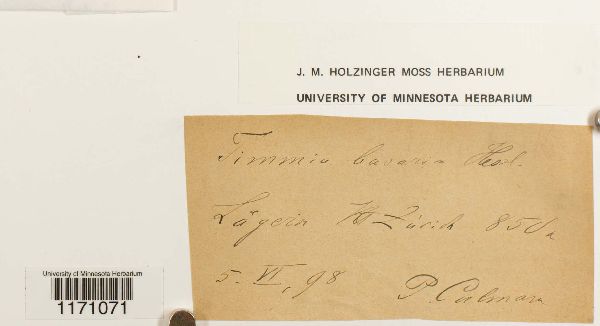 J. M. HOLZINGER MOSS HERBARIUM
UNIVERSITY OF MINNESOTA HERBARIUM
Timmia bavaria Hessl.
Lägern Kt Zürich 850 m
5. VI, 98
P. Culmann
University of Minnesota Herbarium
1171071